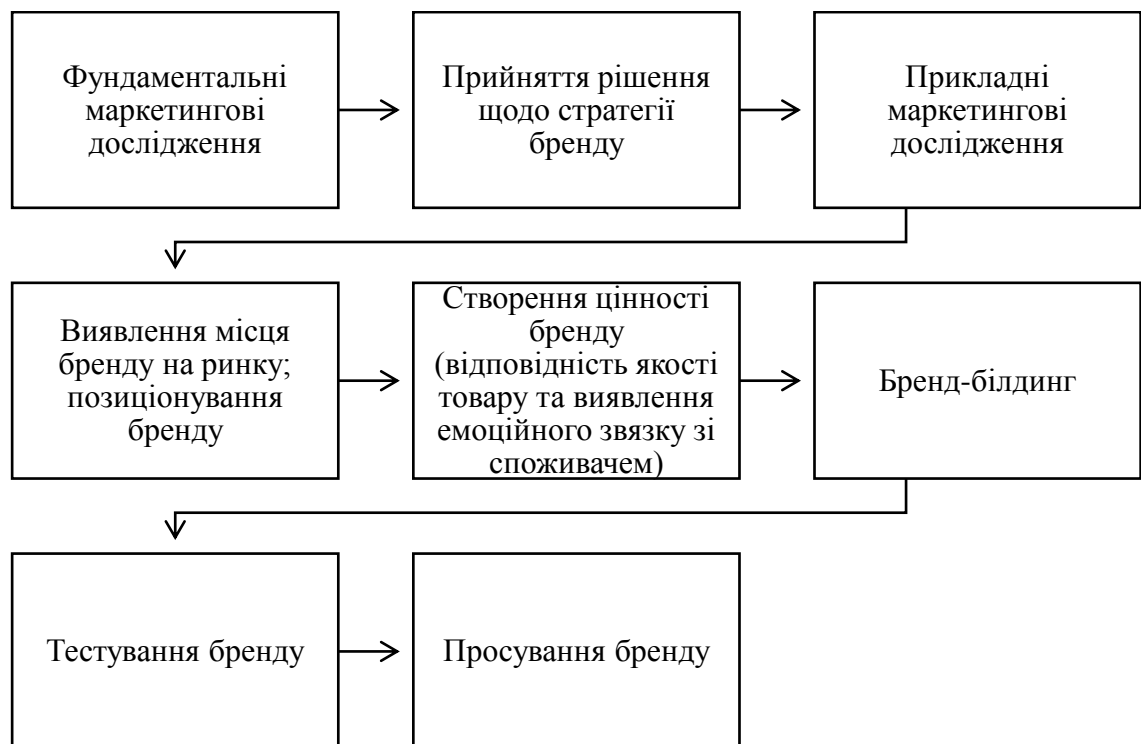 Фундаментальні
маркетингові
дослідження
Прийняття рішення
щодо стратегії
бренду
Прикладні
маркетингові
дослідження
Виявлення місця
бренду на ринку;
позиціонування
бренду
Створення цінності
бренду
(відповідність якості
товару та виявлення
емоційного звязку зі
споживачем)
Бренд-білдинг
Тестування бренду
Просування бренду